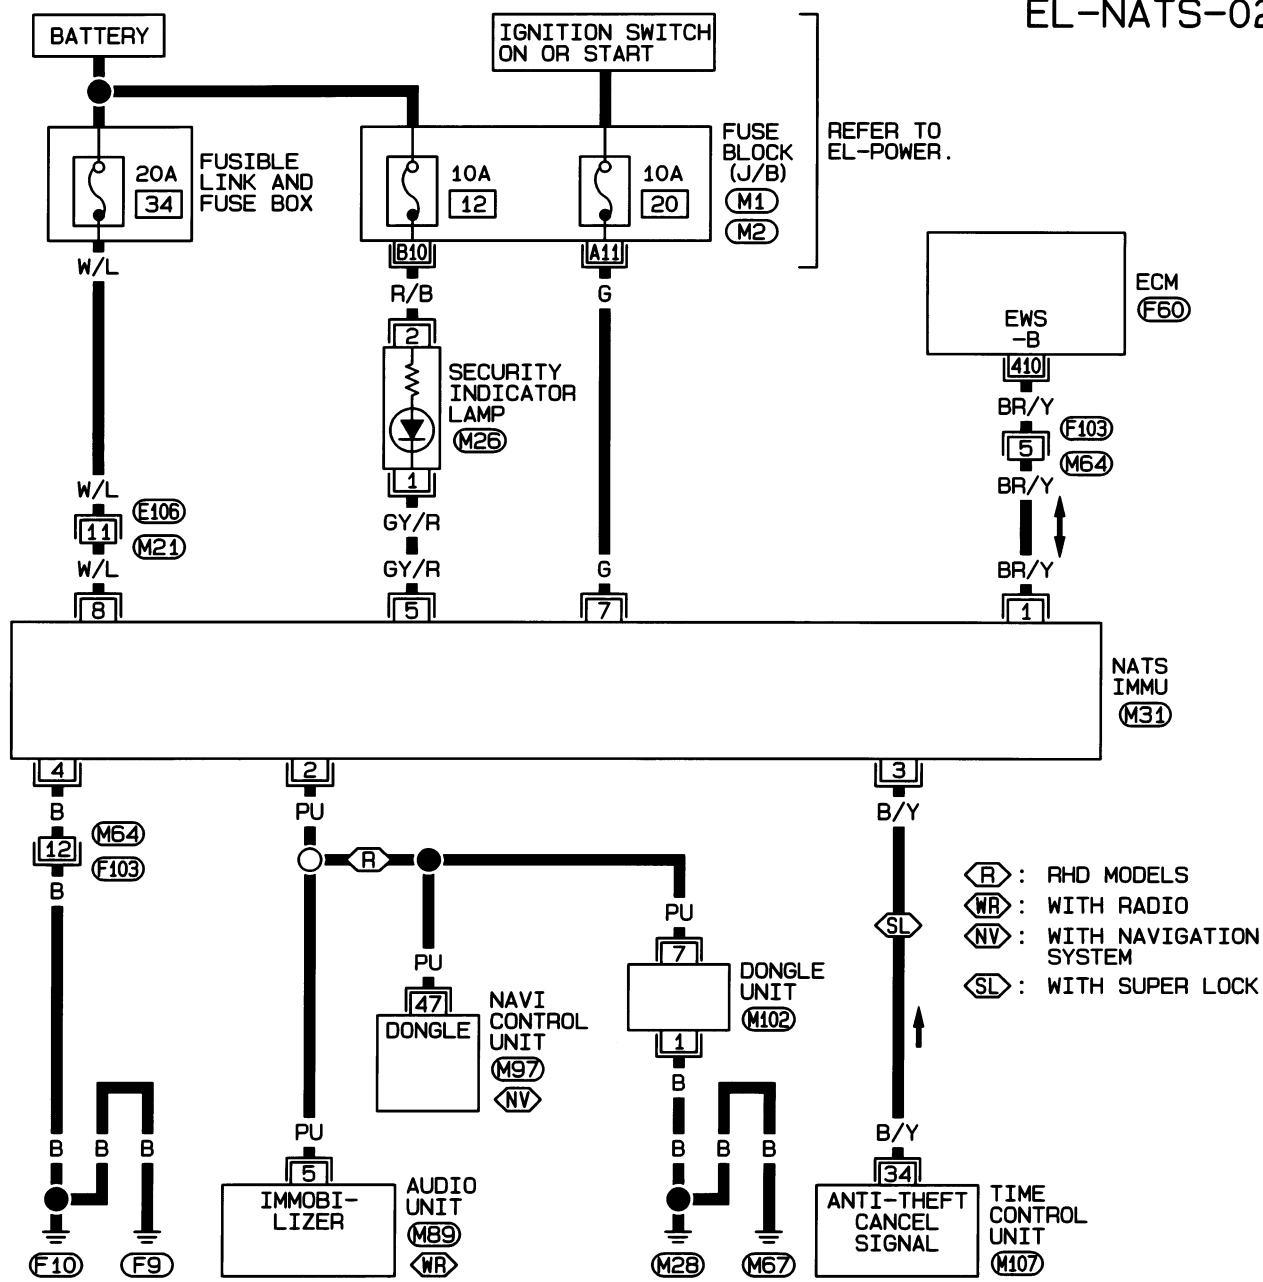 EL-NATS-02
BATTERY
IGNITION SWITCH
ON OR START
20A
34
FUSIBLE
LINK AND
FUSE BOX
10A
12
10A
20
FUSE
BLOCK
(J/B)
M1
M2
REFER TO
EL-POWER.
W/L
B10
A11
R/B
G
ECM
F60
EWS
-B
410
2
SECURITY
INDICATOR
LAMP
M26
1
BR/Y
F103
5
M64
BR/Y
W/L
E106
11
M21
W/L
GY/R
GY/R
G
BR/Y
8
5
7
1
NATS
IMMU
M31
4
2
3
B
PU
B/Y
M64
12
F103
B
R
PU
7
DONGLE
UNIT
M102
1
B
PU
47
DONGLE
NAVI
CONTROL
UNIT
M97
NV
SL
R : RHD MODELS
WR : WITH RADIO
NV : WITH NAVIGATION
SYSTEM
SL : WITH SUPER LOCK
B
B
B
PU
B
B
B
B/Y
5
IMMOBI-
LIZER
AUDIO
UNIT
M89
WR
34
ANTI-THEFT
CANCEL
SIGNAL
TIME
CONTROL
UNIT
M107
F10
F9
M28
M67